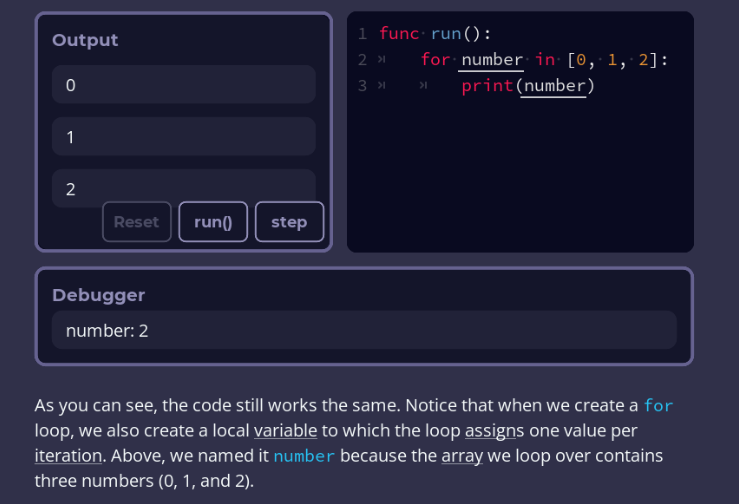 Output
0
1
2
Reset
run()
step
1 func run():
2 for number in [0, 1, 2]:
3 print(number)
Debugger
number: 2
As you can see, the code still works the same. Notice that when we create a for
loop, we also create a local variable to which the loop assigns one value per
iteration. Above, we named it number because the array we loop over contains
three numbers (0, 1, and 2).